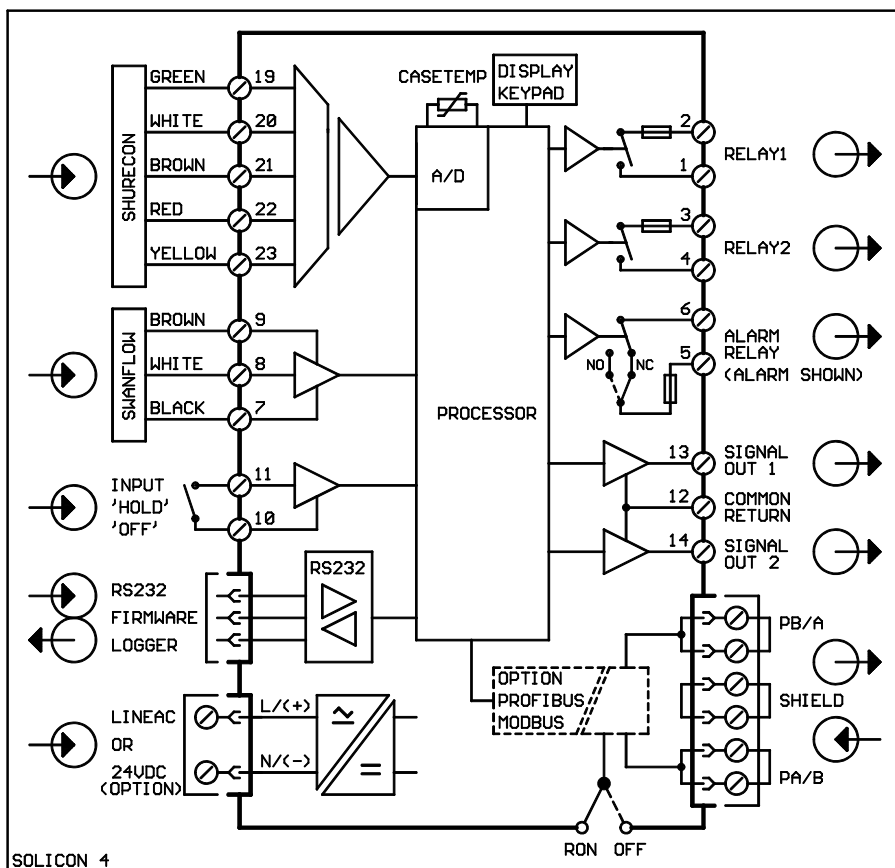 GREEN 19
WHITE 20
BROWN 21
RED 22
YELLOW 23
SHURECON
BROWN 9
WHITE 8
BLACK 7
SWANFLOW
INPUT 11
'HOLD'
'OFF' 10
RS232
FIRMWARE
LOGGER
RS232
LINEAC
OR
24VDC
(OPTION)
L/(+)
N/(-)
CASETEMP
DISPLAY
KEYPAD
A/D
PROCESSOR
2
RELAY1
1
3
RELAY2
4
6
ALARM
RELAY
(ALARM SHOWN)
5
NO NC
13 SIGNAL
OUT 1
12 COMMON
RETURN
14 SIGNAL
OUT 2
OPTION
PROFIBUS
MODBUS
PB/A
SHIELD
PA/B
RON OFF
SOLICON 4